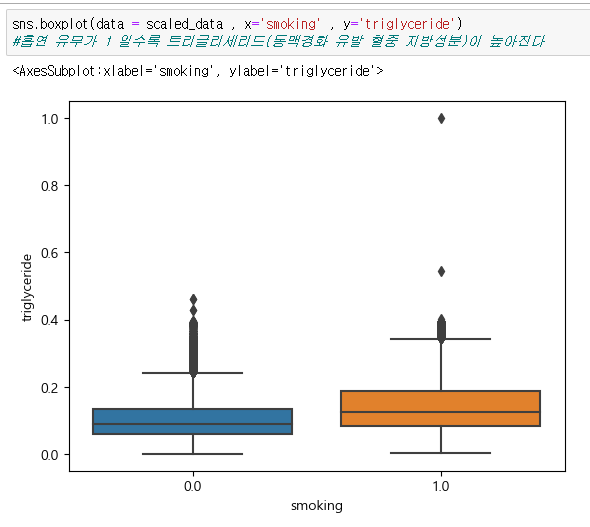 sns.boxplot(data = scaled_data , x='smoking' , y='triglyceride')
#흡연 유무가 1 일수록 트리글리세리드(동맥경화 유발 혈중 지방성분)이 높아진다
<AxesSubplot:xlabel='smoking', ylabel='triglyceride'>
1.0
0.8
0.6
0.4
0.2
0.0
triglyceride
0.0
1.0
smoking